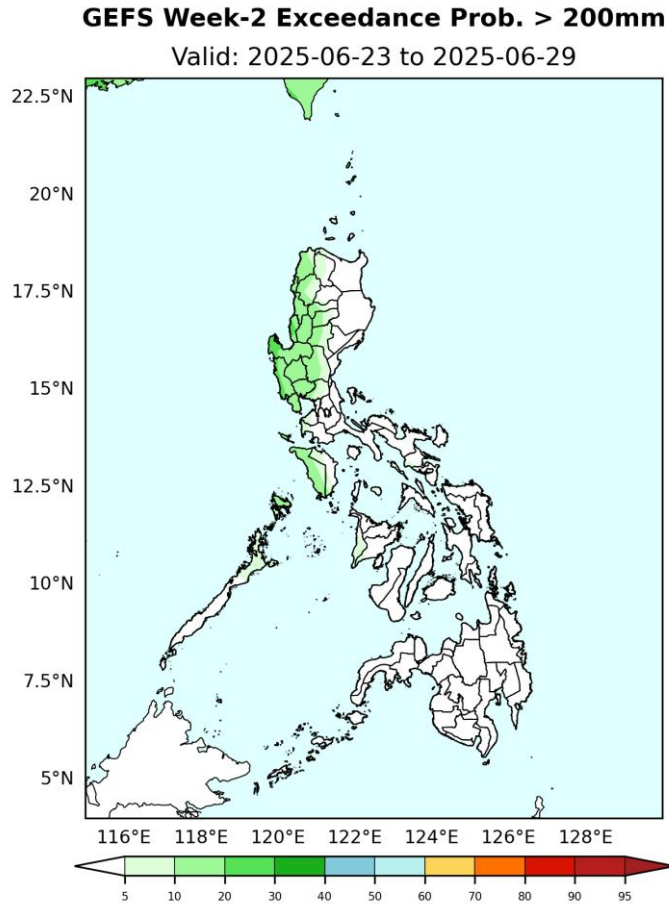 GEFS Week-2 Exceedance Prob. > 200mm
Valid: 2025-06-23 to 2025-06-29
22.5°N
20°N
17.5°N
15°N
12.5°N
10°N
7.5°N
5°N
116°E 118°E 120°E 122°E 124°E 126°E 128°E
5 10 20 30 40 50 60 70 80 90 95